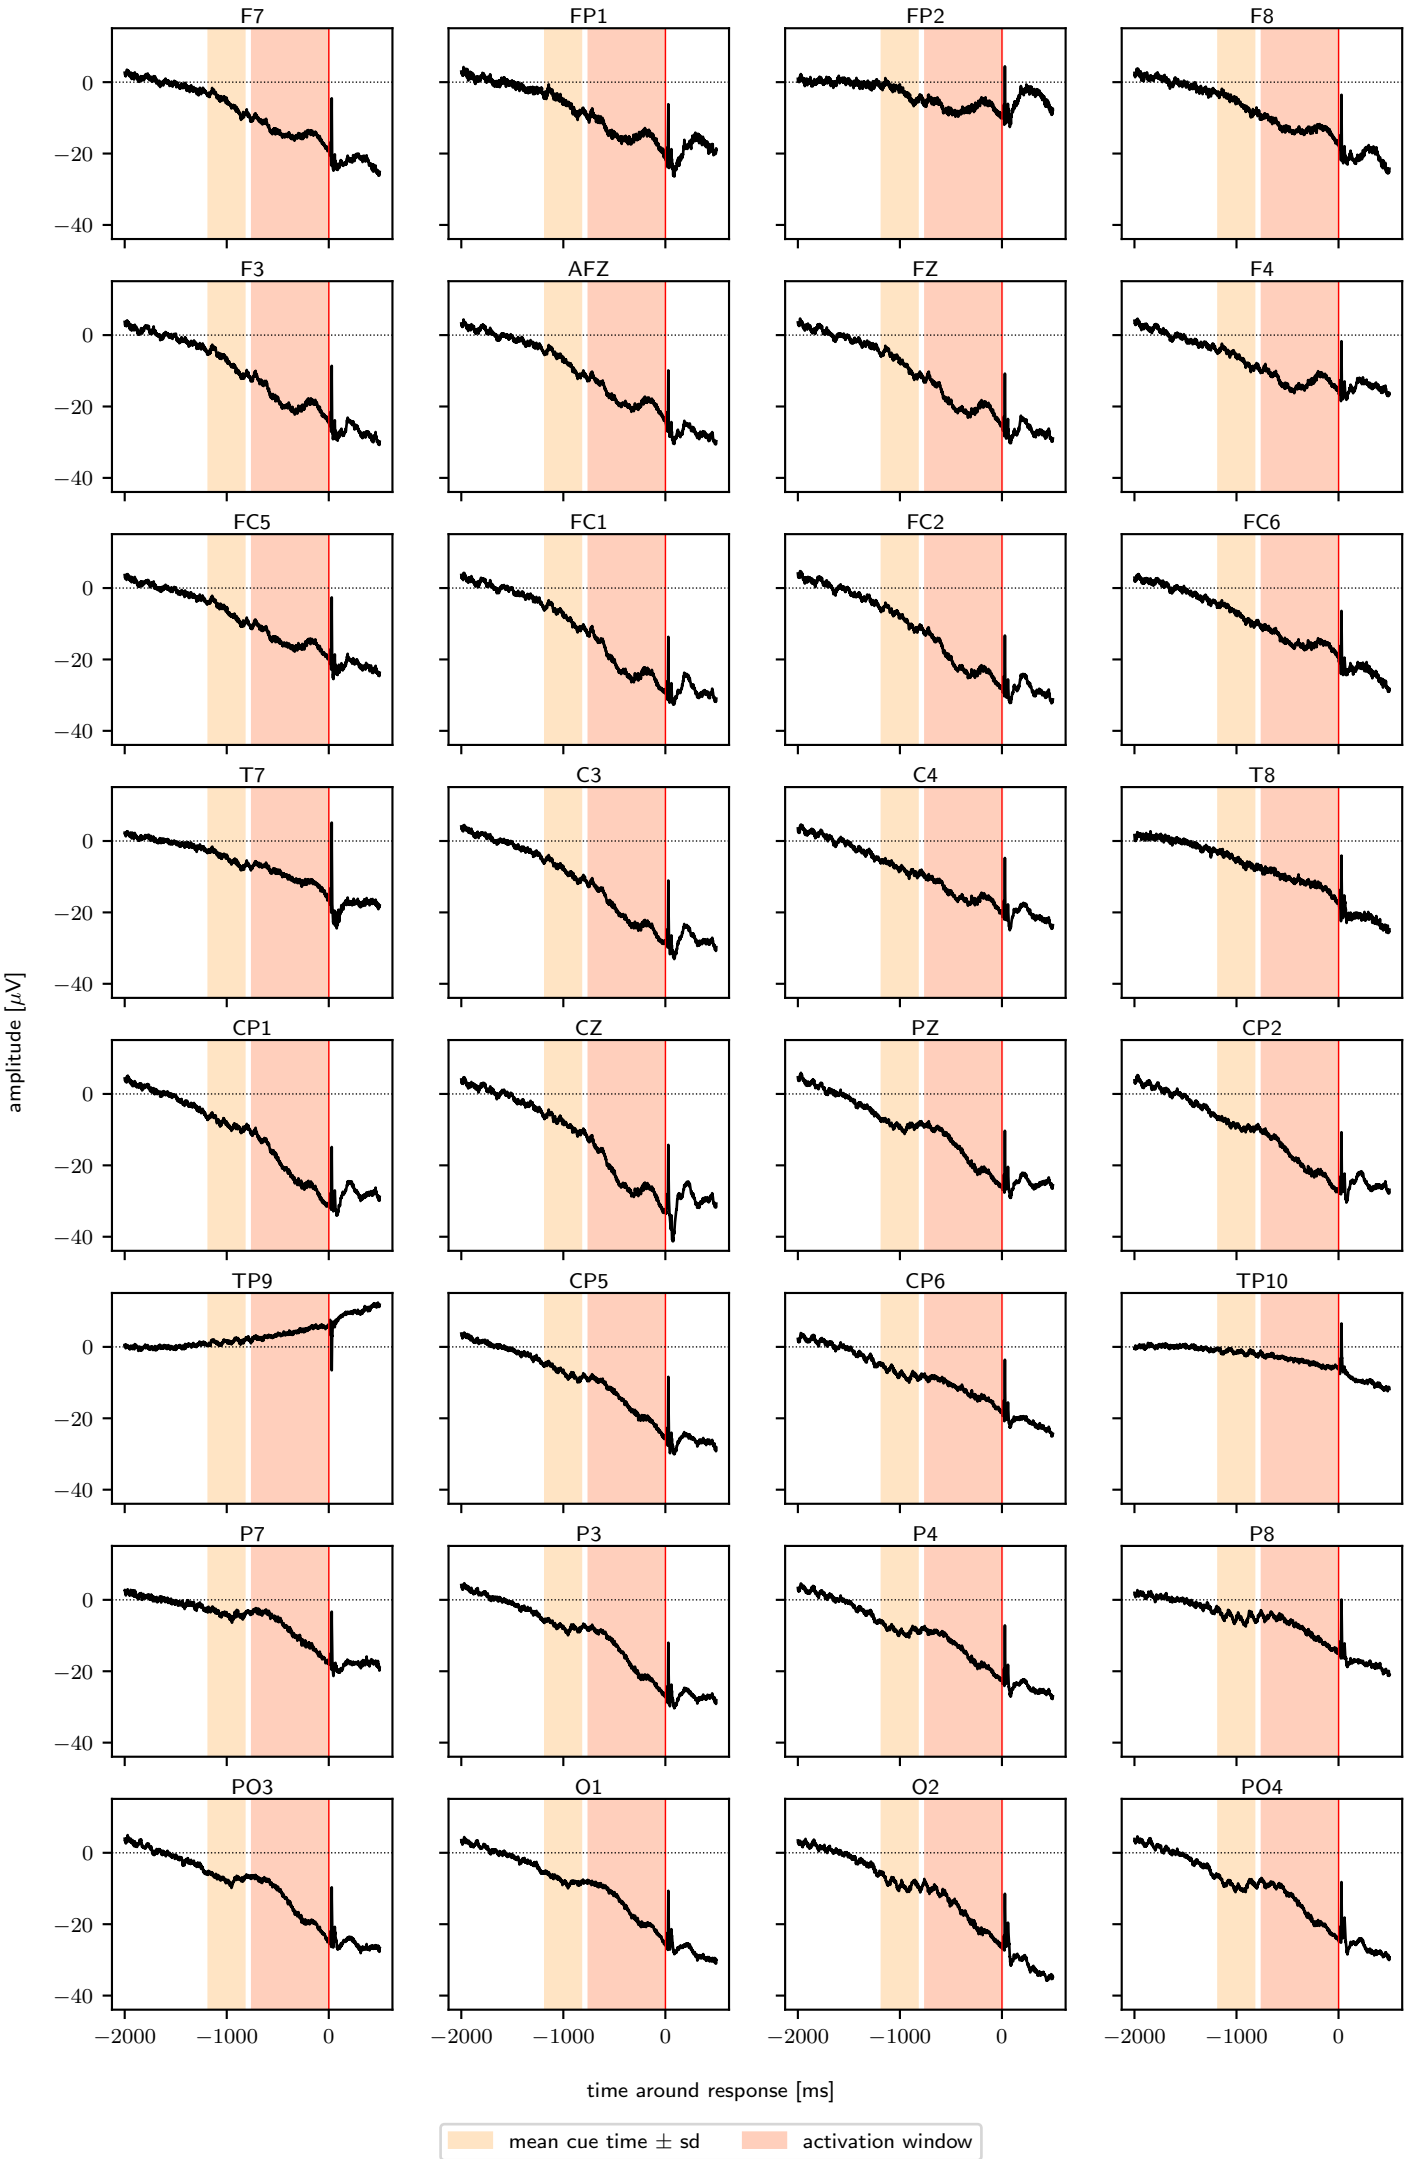 F7 FP1 FP2 F8
0
−20
−40
F3 AFZ FZ F4
0
−20
−40
FC5 FC1 FC2 FC6
0
−20
−40
T7 C3 C4 T8
0
−20
−40
amplitude [μV]
CP1 CZ PZ CP2
0
−20
−40
TP9 CP5 CP6 TP10
0
−20
−40
P7 P3 P4 P8
0
−20
−40
PO3 O1 O2 PO4
0
−20
−40
−2000 −1000 0 −2000 −1000 0 −2000 −1000 0 −2000 −1000 0
time around response [ms]
mean cue time ± sd activation window